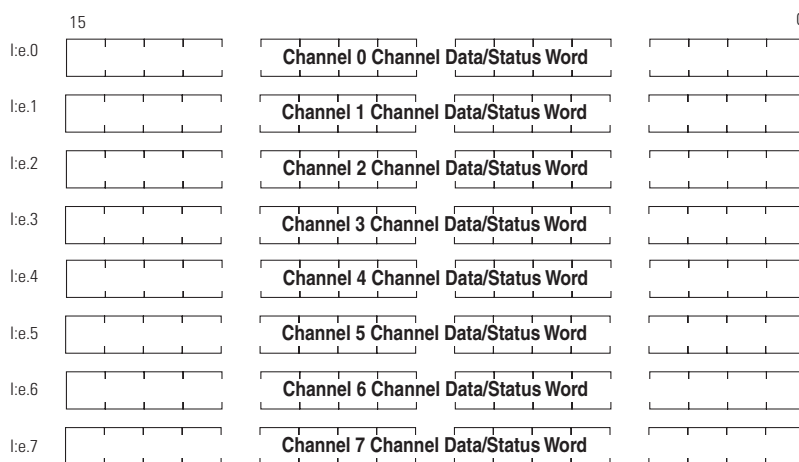 15 0
I:e.0 Channel 0 Channel Data/Status Word
I:e.1 Channel 1 Channel Data/Status Word
I:e.2 Channel 2 Channel Data/Status Word
I:e.3 Channel 3 Channel Data/Status Word
I:e.4 Channel 4 Channel Data/Status Word
I:e.5 Channel 5 Channel Data/Status Word
I:e.6 Channel 6 Channel Data/Status Word
I:e.7 Channel 7 Channel Data/Status Word